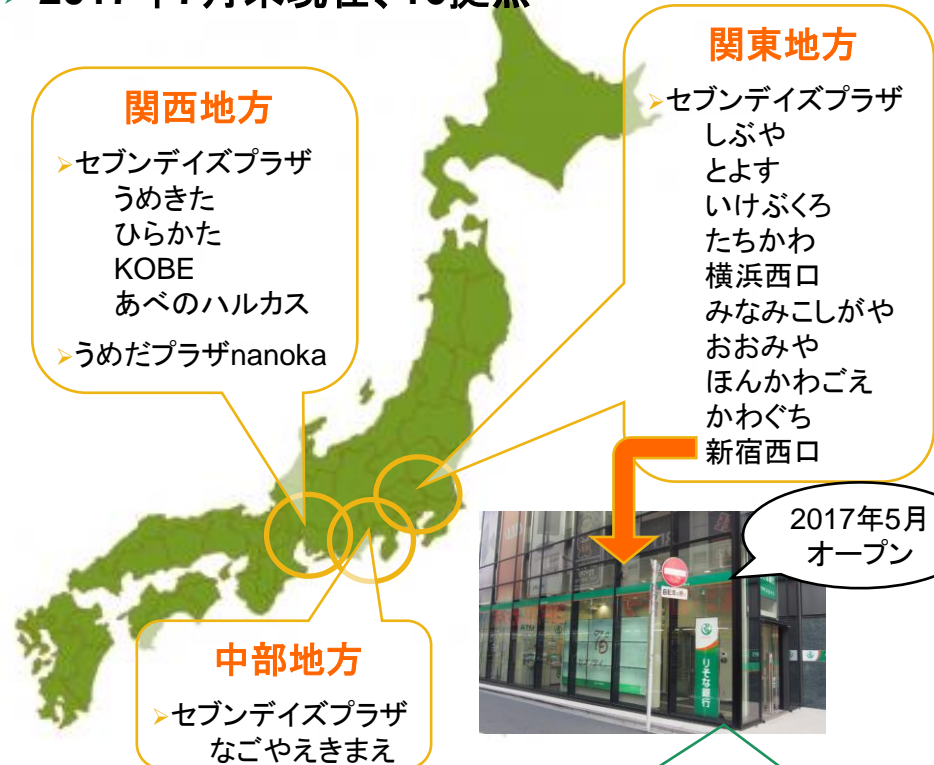 関西地方
➢セブンデイズプラザ
うめきた
ひらかた
KOBE
あべのハルカス
➢うめだプラザnanoka
関東地方
➢セブンデイズプラザ
しぶや
とよす
いけぶくろ
たちかわ
横浜西口
みなみこしがや
おおみや
ほんかわごえ
かわぐち
新宿西口
2017年5月
オープン
ATM
りそな銀行
中部地方
➢セブンデイズプラザ
なごやえきまえ